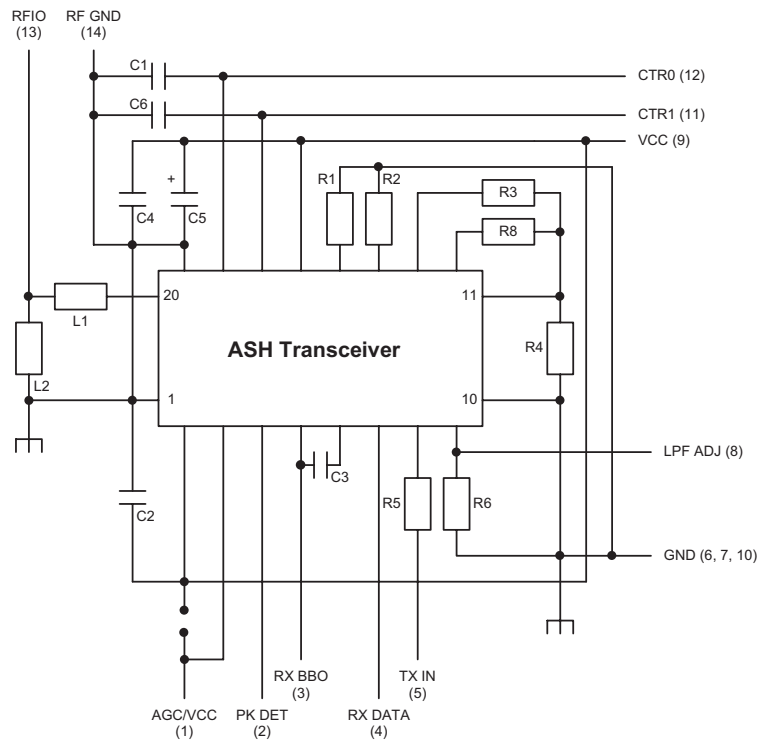 RFIO
(13)
RF GND
(14)
C1
CTR0 (12)
C6
CTR1 (11)
VCC (9)
+
R1
R2
R3
C4
C5
R8
20
11
L1
ASH Transceiver
R4
L2
1
10
LPF ADJ (8)
C3
C2
R5
R6
GND (6, 7, 10)
RX BBO
(3)
TX IN
(5)
AGC/VCC
(1)
PK DET
(2)
RX DATA
(4)